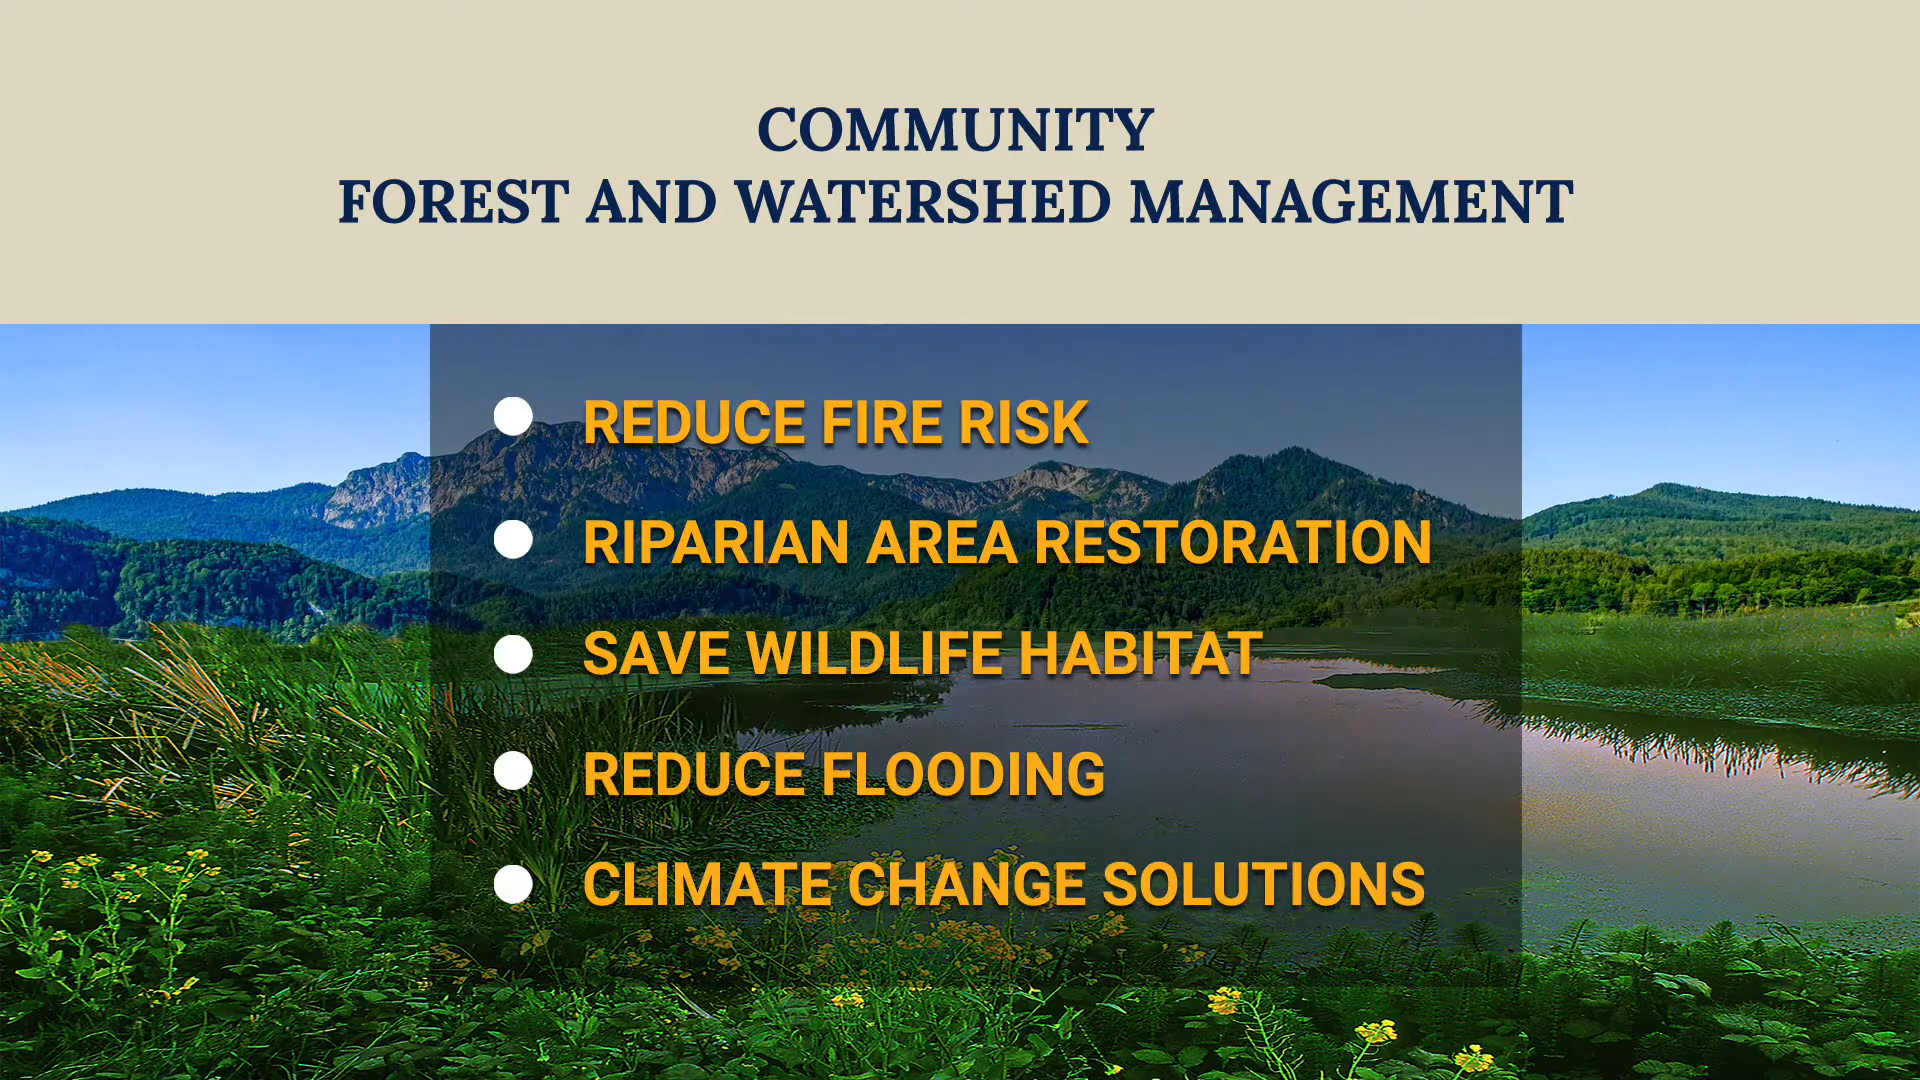 COMMUNITY
FOREST AND WATERSHED MANAGEMENT
REDUCE FIRE RISK
RIPARIAN AREA RESTORATION
SAVE WILDLIFE HABITAT
REDUCE FLOODING
CLIMATE CHANGE SOLUTIONS